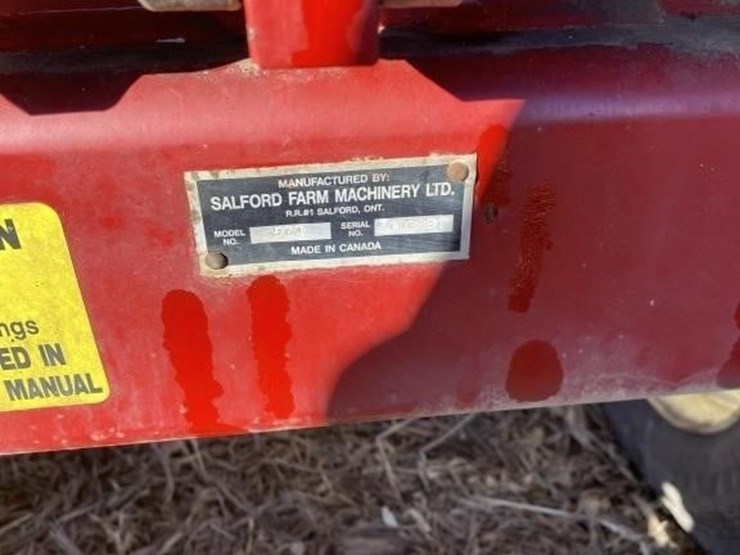 MANUFACTURED BY:
SALFORD FARM MACHINERY LTD.
R.R.#1 SALFORD, ONT.
MODEL NO.
SERIAL NO.
MADE IN CANADA
N
ngs
ED IN
MANUAL